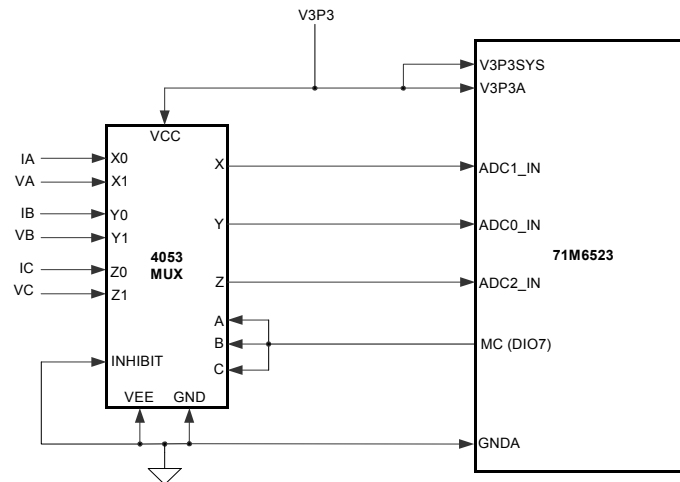 V3P3
V3P3SYS
V3P3A
VCC
IA
X0
X
ADC1_IN
VA
X1
IB
Y0
Y
ADC0_IN
VB
Y1
4053
MUX
71M6523
IC
Z0
Z
ADC2_IN
VC
Z1
A
B
MC (DIO7)
INHIBIT
C
VEE
GND
GNDA